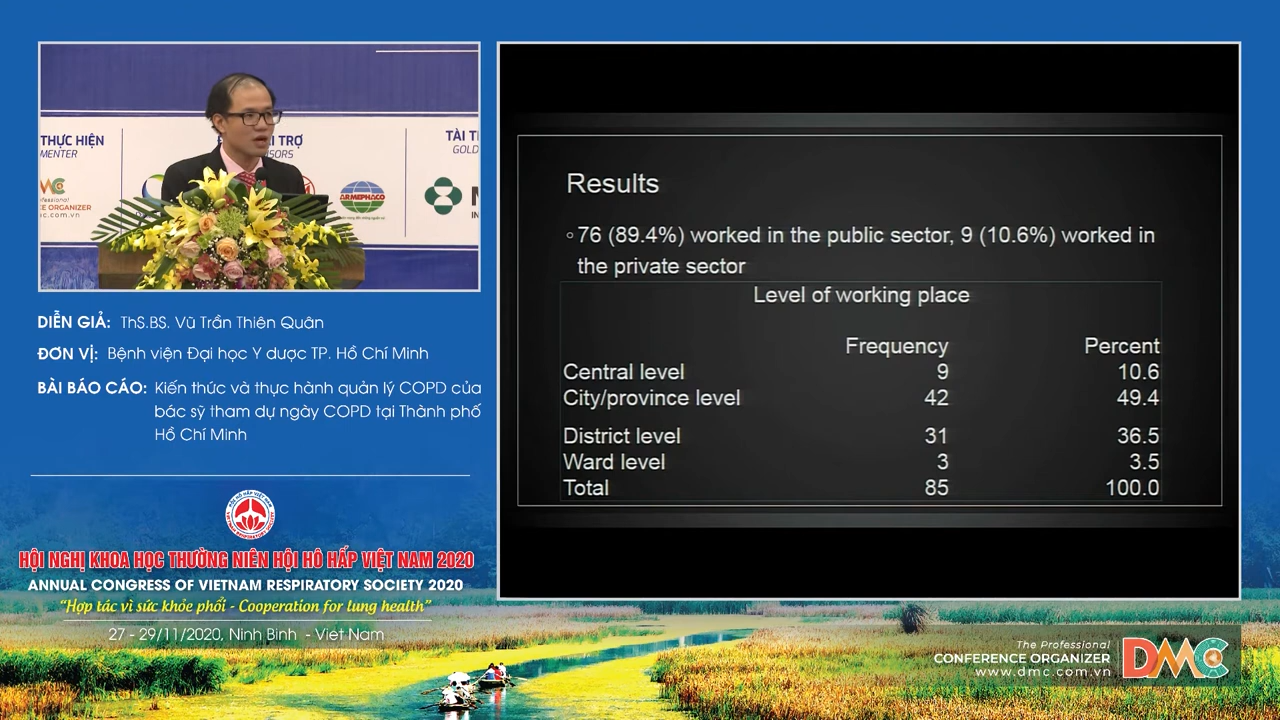 THỰC HIỆN
MENTER
TRỢ
SORS
TÀI T
GOLD
ARMEPHACO
ORGANIZER
dmc.com.vn
DIỄN GIẢ: ThS.BS. Vũ Trần Thiên Quân
ĐƠN VỊ: Bệnh viện Đại học Y dược TP. Hồ Chí Minh
BÀI BÁO CÁO: Kiến thức và thực hành quản lý COPD của
bác sỹ tham dự ngày COPD tại Thành phố
Hồ Chí Minh
HỘI NGHỊ KHOA HỌC THƯỜNG NIÊN HỘI HÔ HẤP VIỆT NAM 2020
ANNUAL CONGRESS OF VIETNAM RESPIRATORY SOCIETY 2020
“Hợp tác vì sức khỏe phổi - Cooperation for lung health”
27 - 29/11/2020, Ninh Bình - Việt Nam
Results
◦ 76 (89.4%) worked in the public sector, 9 (10.6%) worked in
the private sector
Level of working place
Frequency Percent
Central level 9 10.6
City/province level 42 49.4
District level 31 36.5
Ward level 3 3.5
Total 85 100.0
The Professional
CONFERENCE ORGANIZER
www.dmc.com.vn
DMC